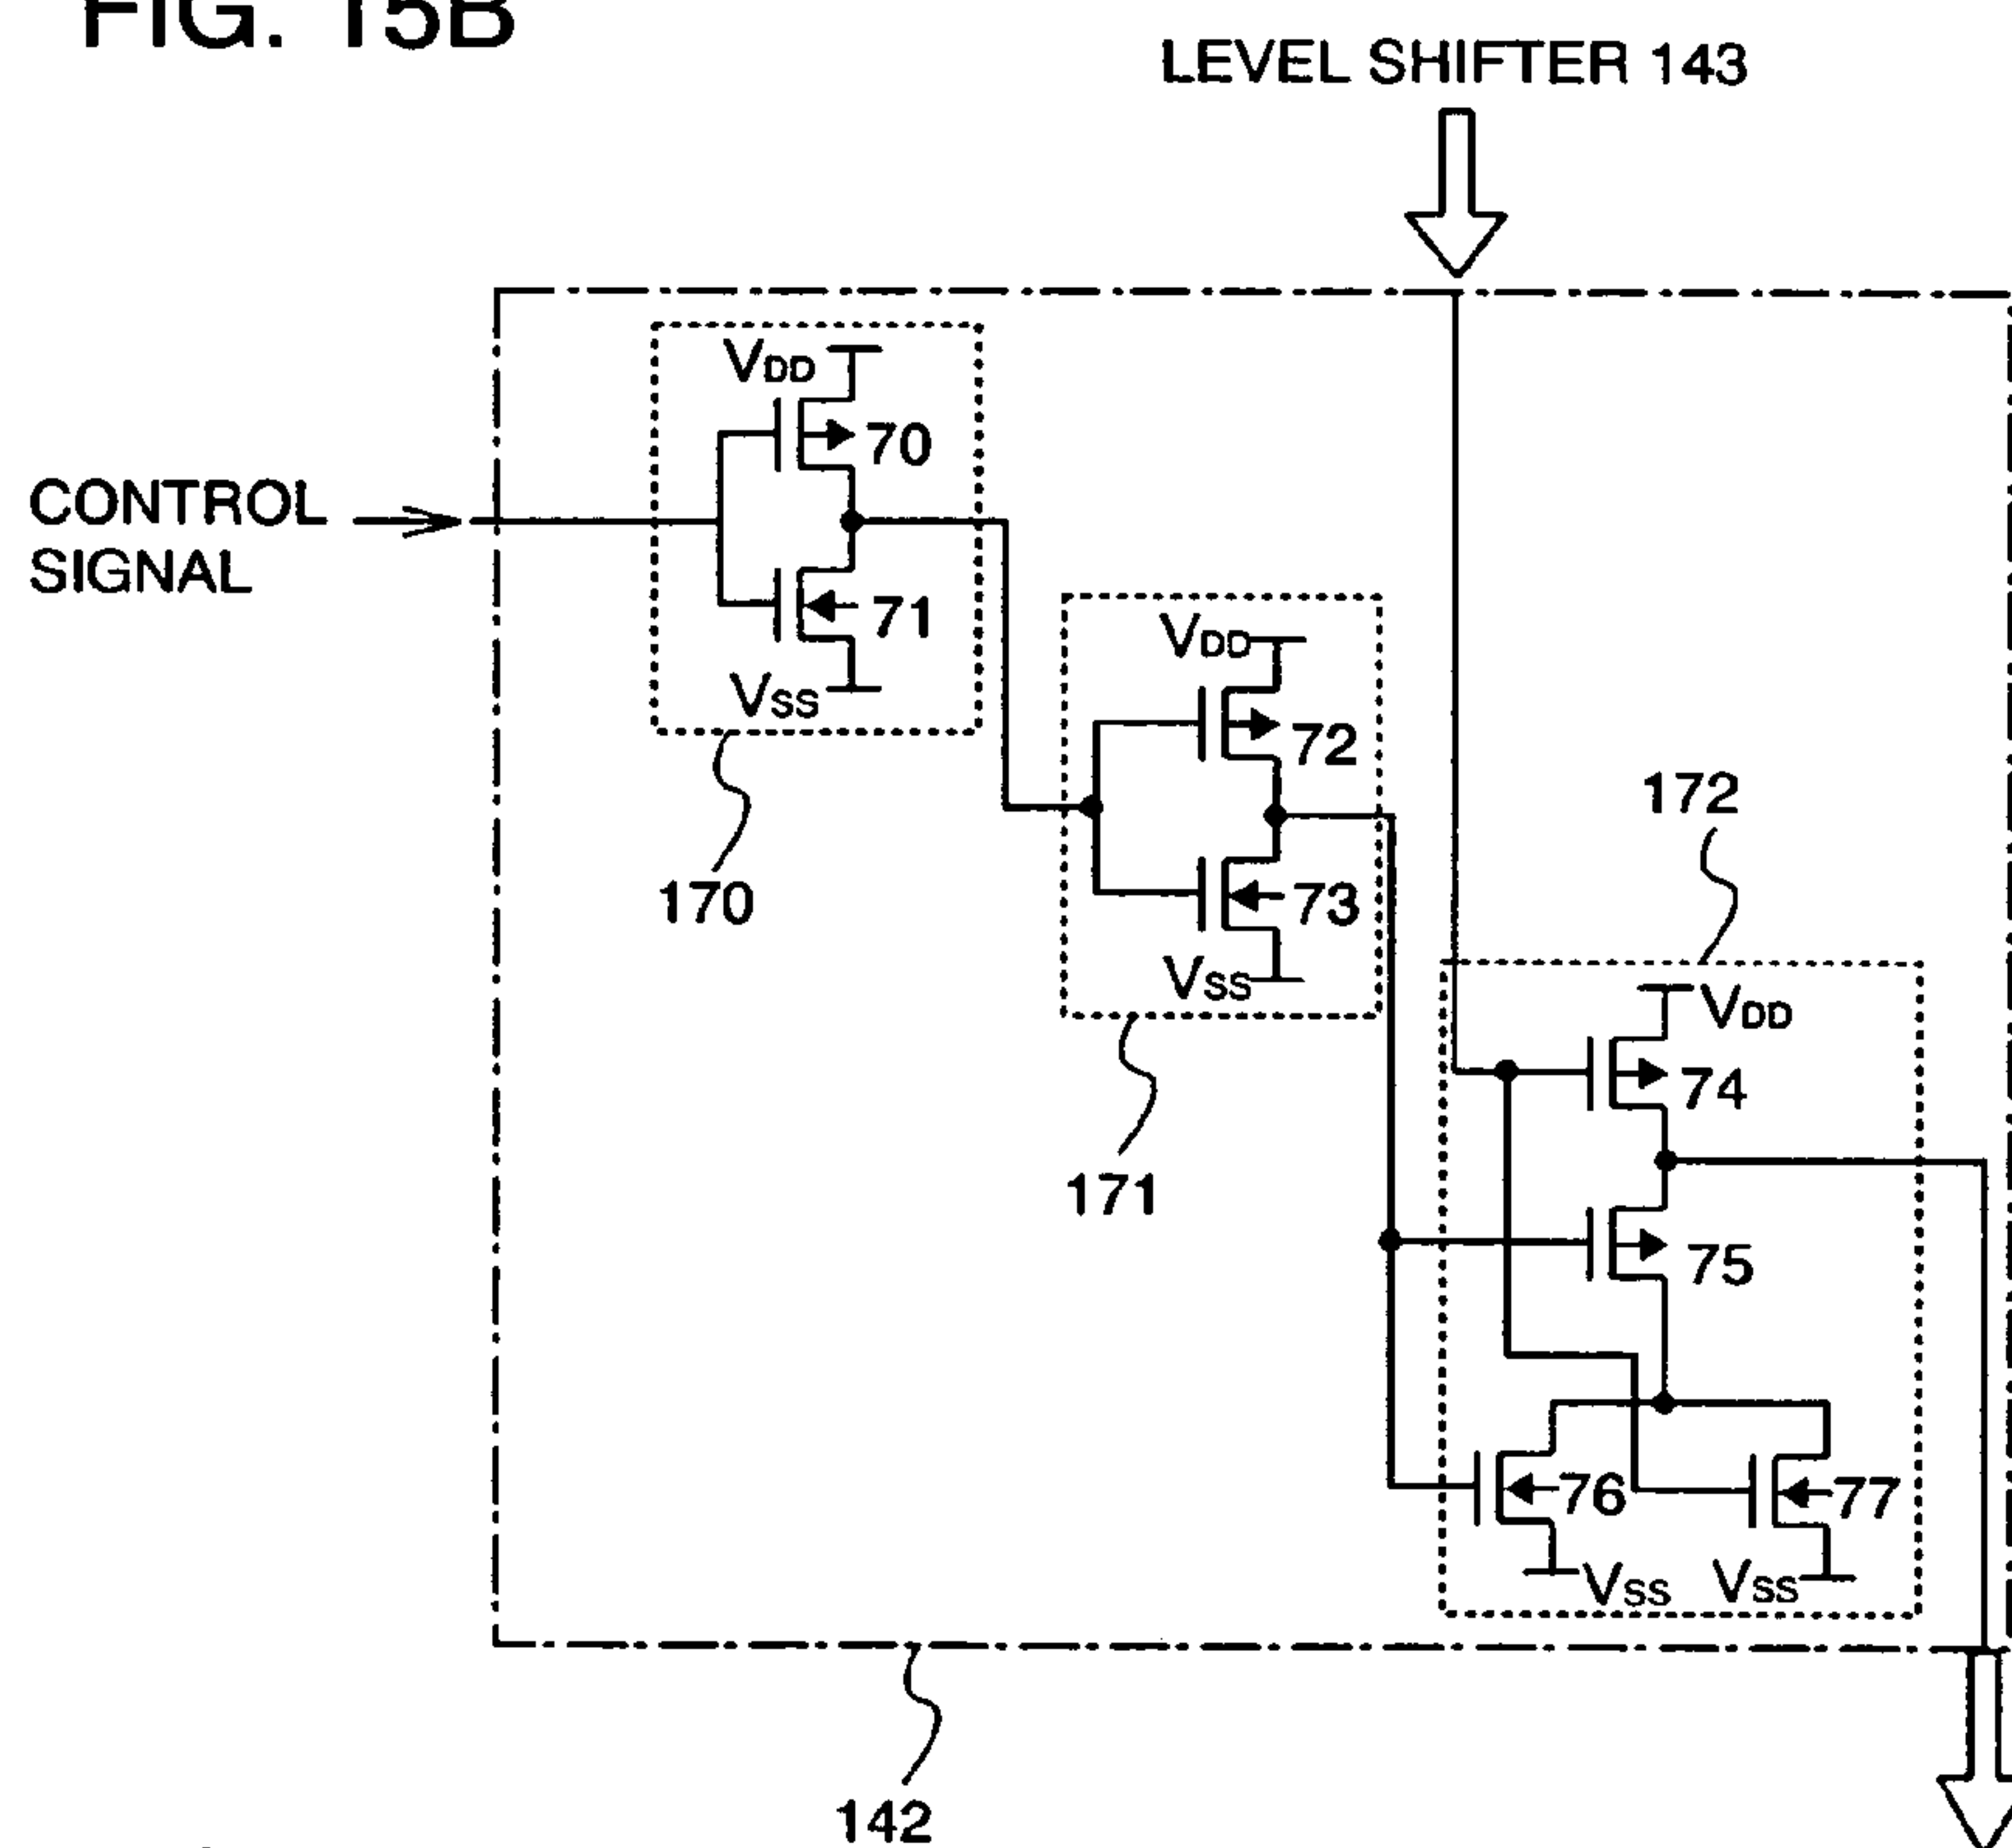 FIG. 15B
LEVEL SHIFTER 143
VDD
70
CONTROL
SIGNAL
71
VSS
VDD
72
172
170
73
VSS
VDD
74
171
75
76
77
VSS
VSS
142